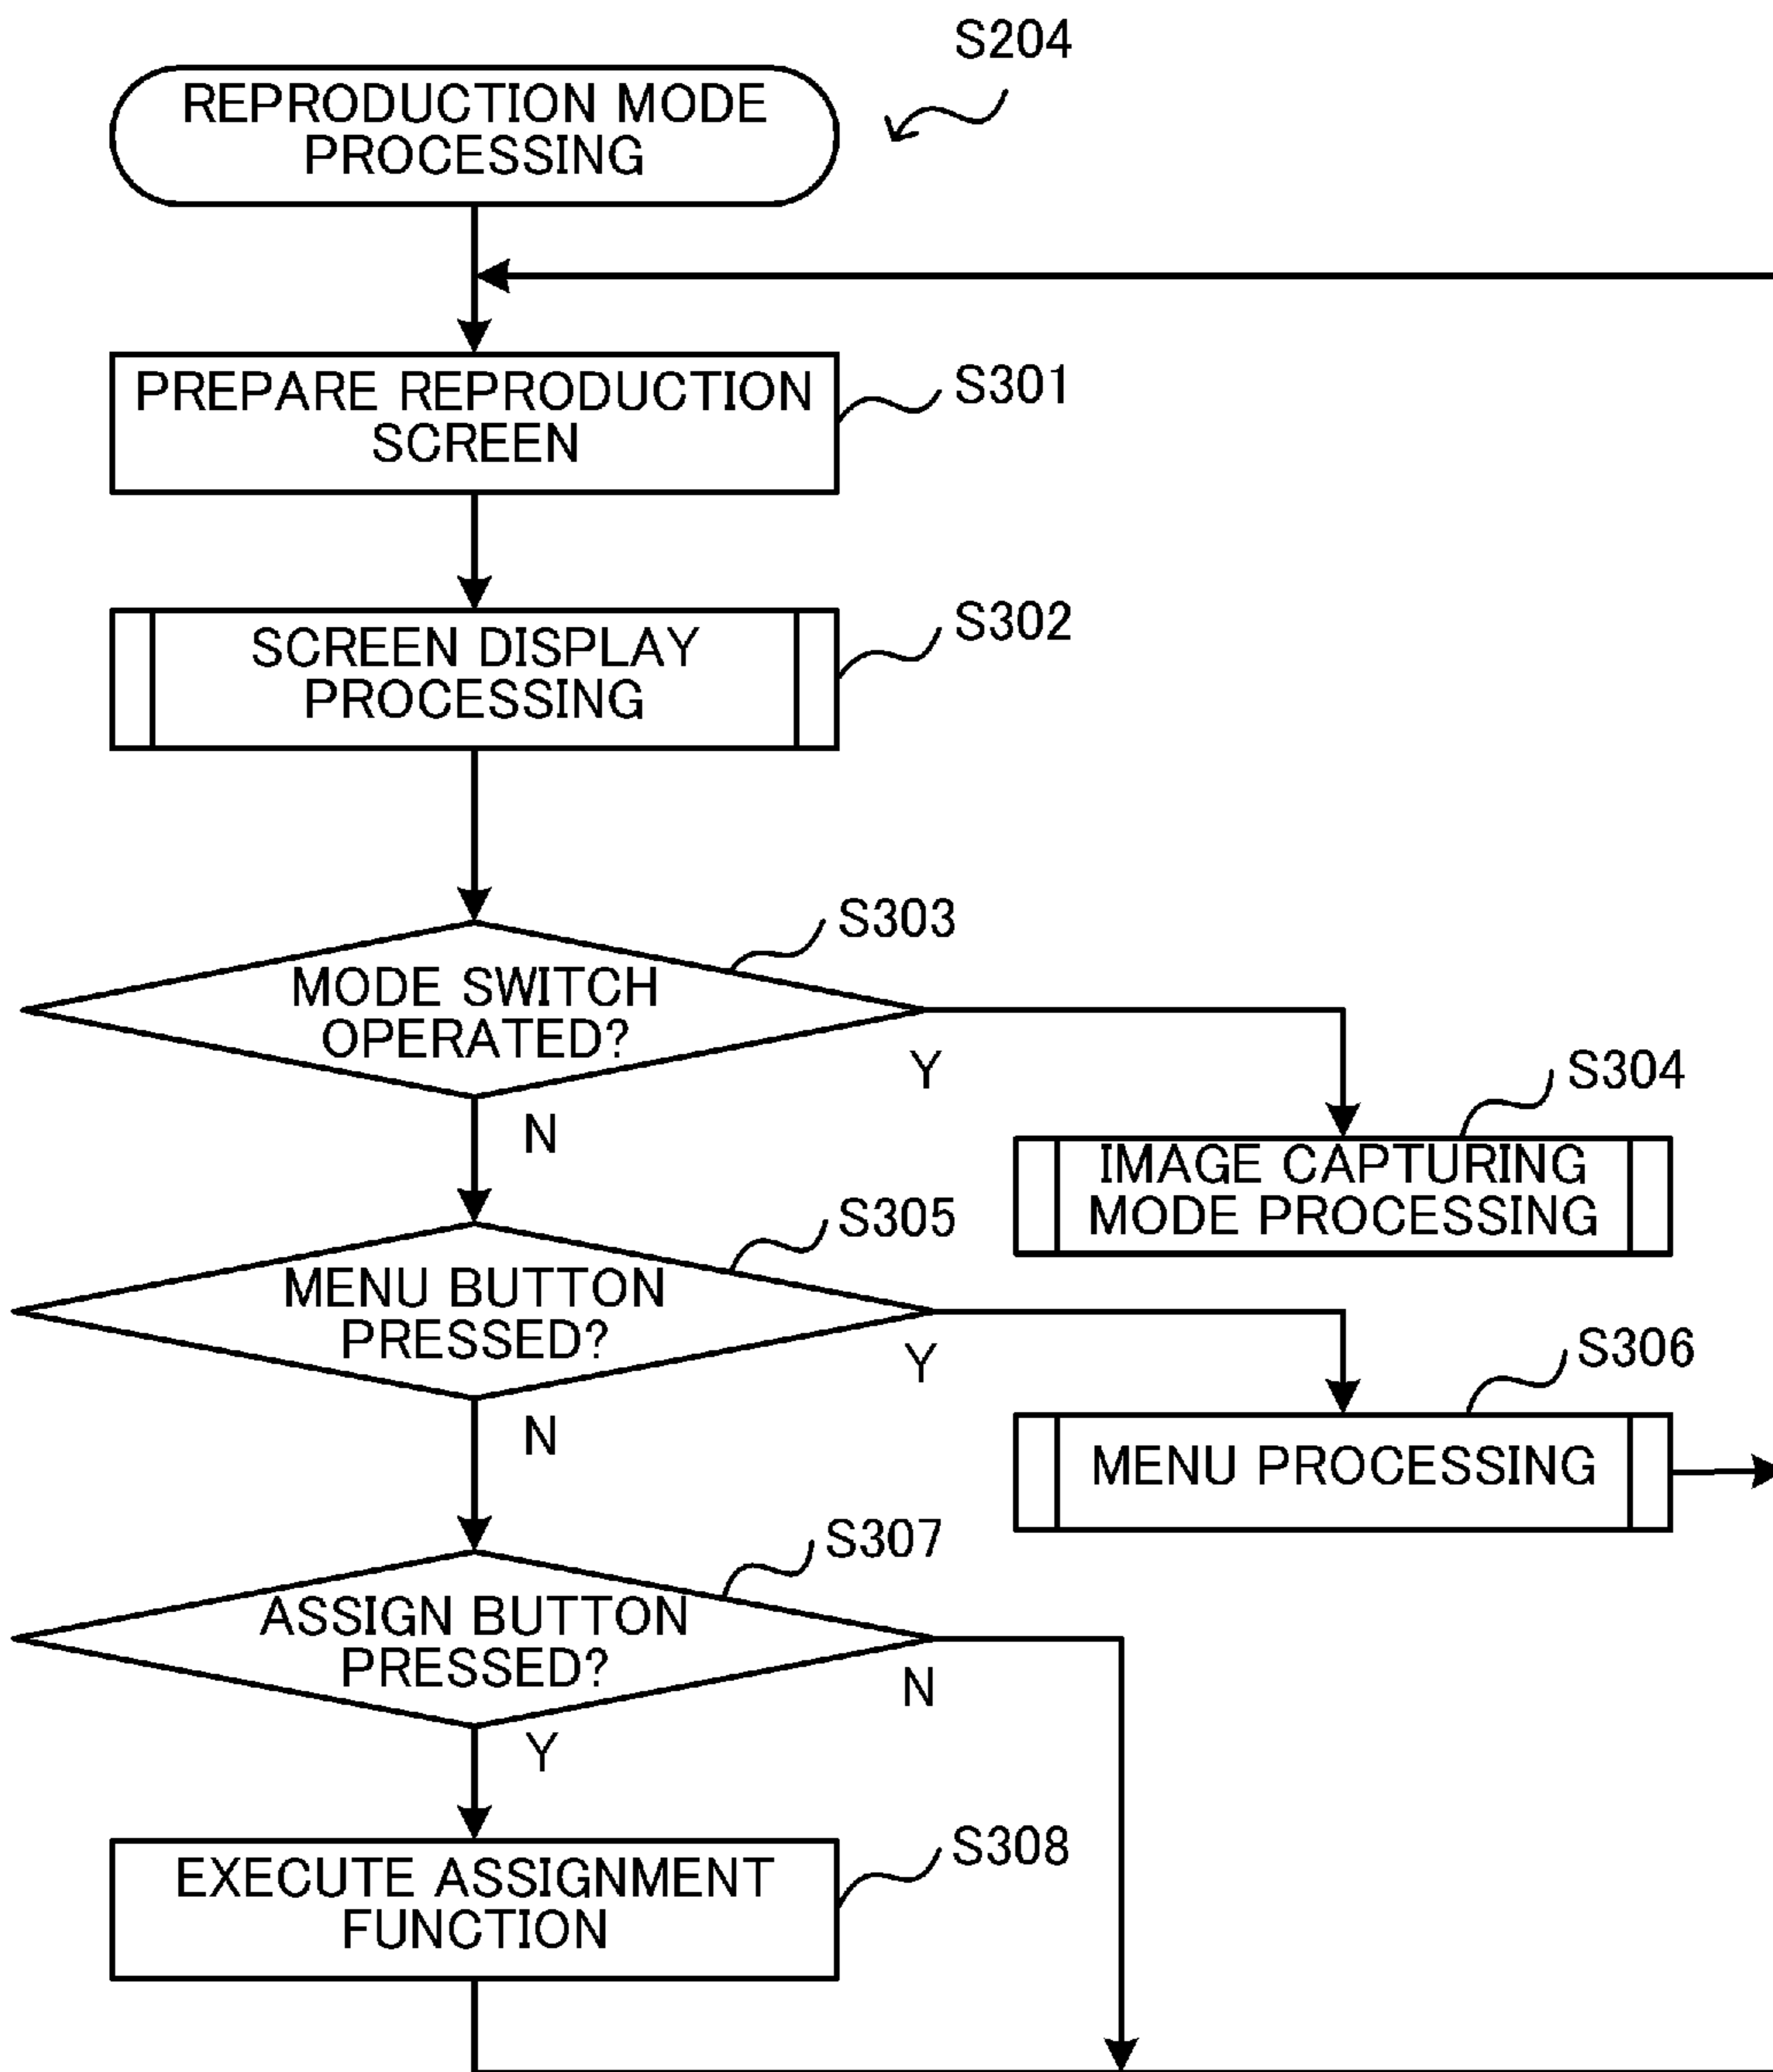 S204
REPRODUCTION MODE
PROCESSING
PREPARE REPRODUCTION
SCREEN
S301
SCREEN DISPLAY
PROCESSING
S302
S303
MODE SWITCH
OPERATED?
Y
N
S304
IMAGE CAPTURING
MODE PROCESSING
S305
MENU BUTTON
PRESSED?
Y
N
S306
MENU PROCESSING
S307
ASSIGN BUTTON
PRESSED?
N
Y
S308
EXECUTE ASSIGNMENT
FUNCTION